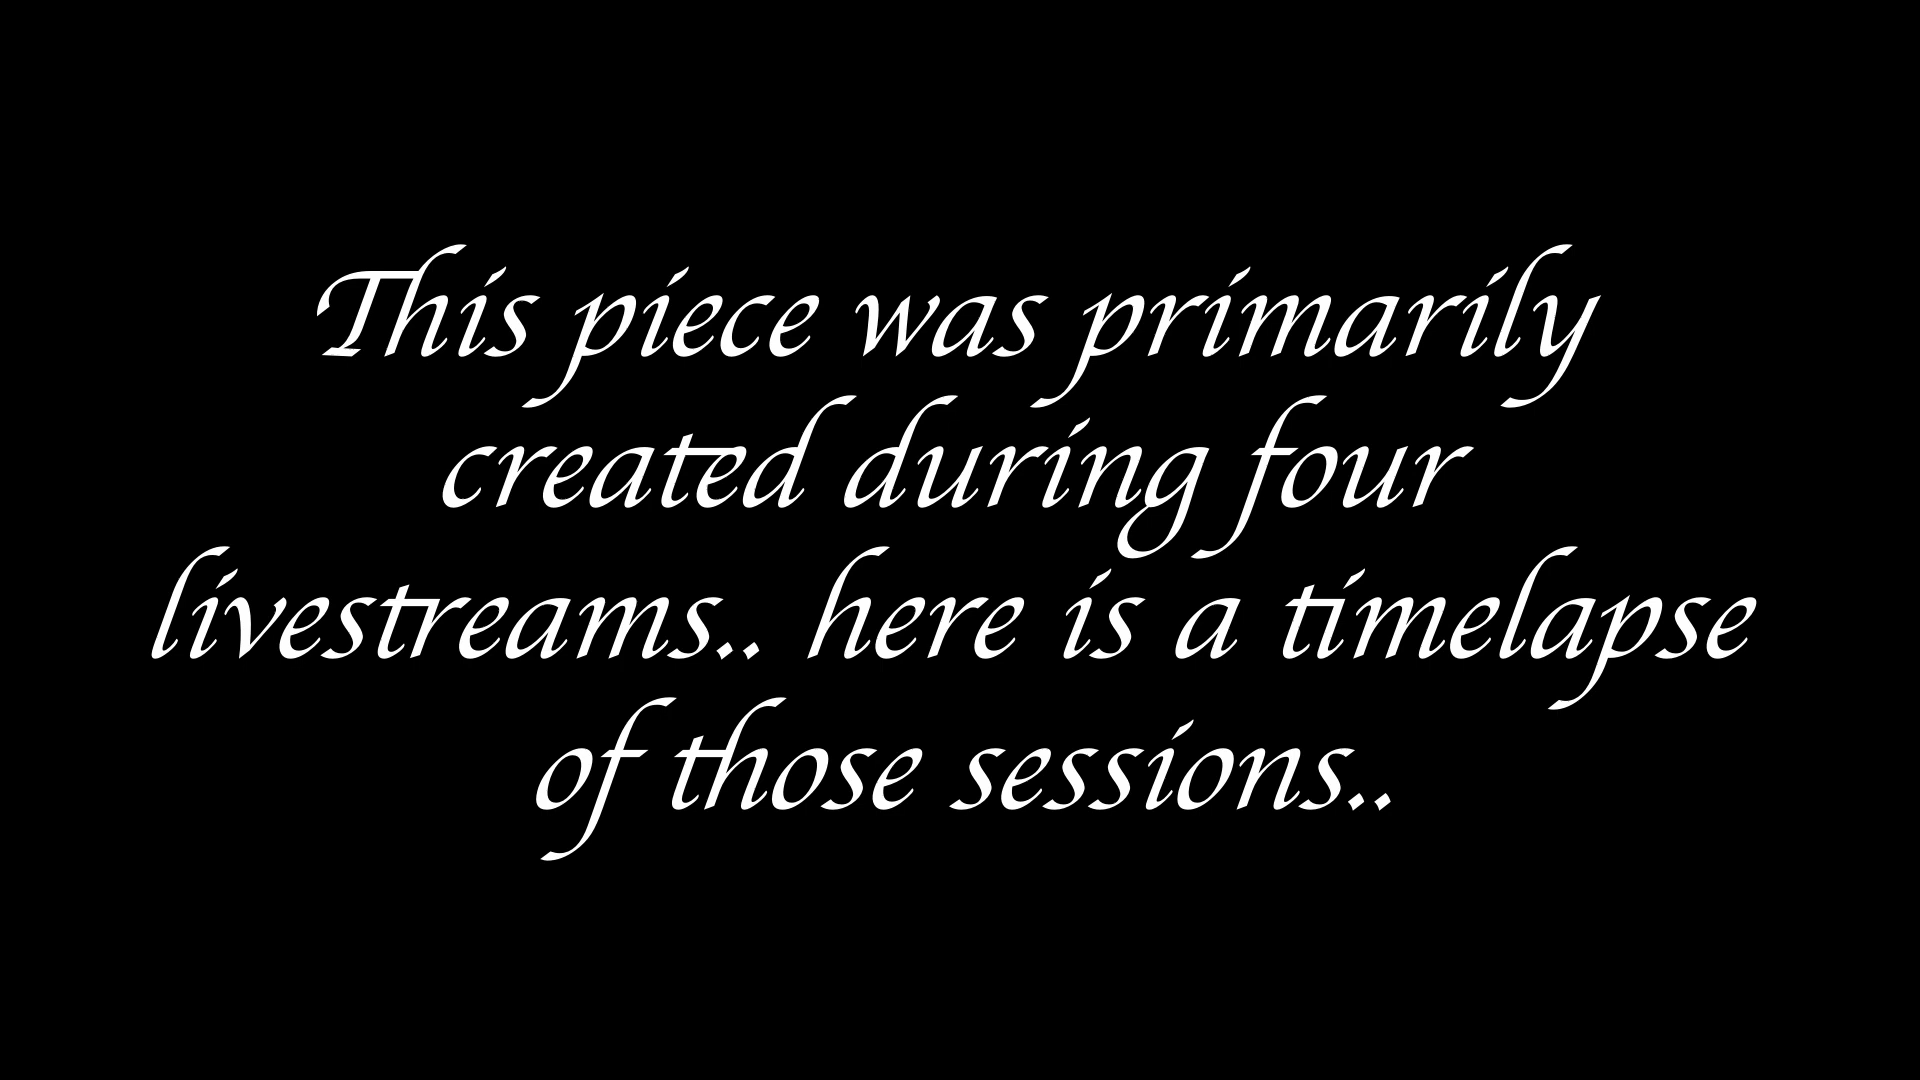 This piece was primarily
created during four
livestreams.. here is a timelapse
of those sessions..